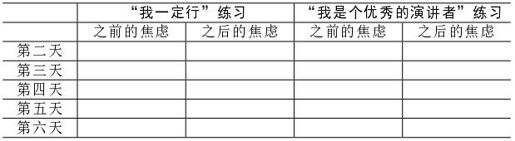 “我一定行”练习 “我是个优秀的演讲者”练习
之前的焦虑 之后的焦虑 之前的焦虑 之后的焦虑
第二天
第三天
第四天
第五天
第六天